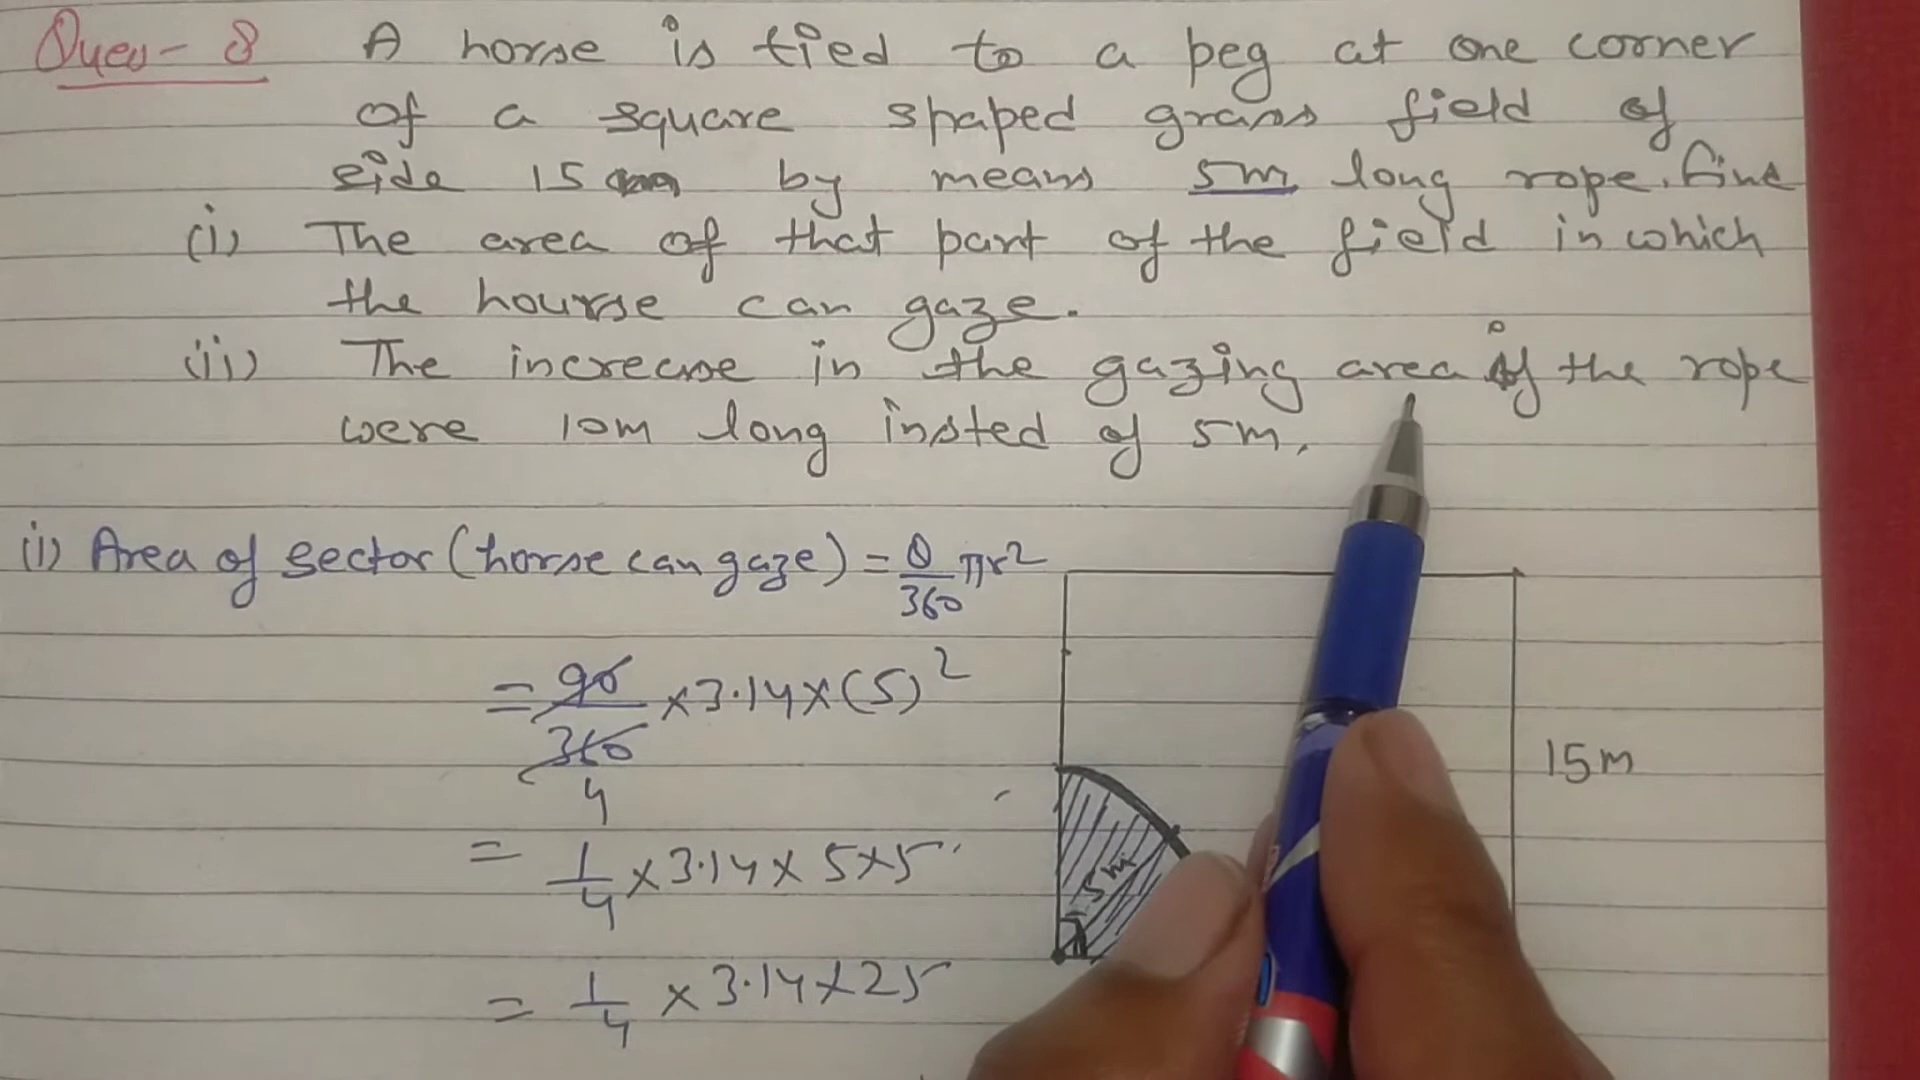 Ques- 8 A horse is tied to a peg at one corner
of a square shaped grass field of
side 15 by means 5m long rope. find
(i) The area of that part of the field in which
the hourse can gaze.
(ii) The increase in the gazing area if the rope
were 10m long insted of 5m.
(i) Area of sector (horse can gaze) = θ/360 πr²
= 90/360 × 3.14 × (5)²
4
= 1/4 × 3.14 × 5×5
= 1/4 × 3.14 × 25
15m
5m